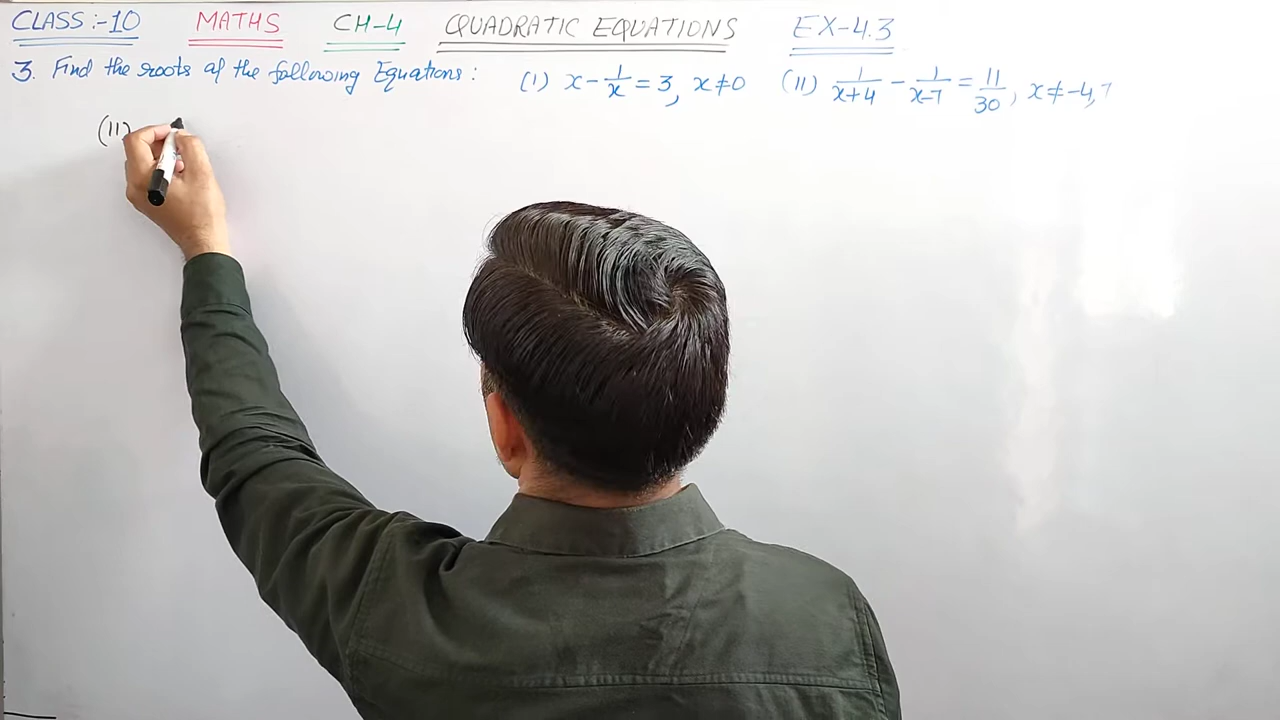 CLASS:-10 MATHS CH-4 QUADRATIC EQUATIONS EX-4.3
3. Find the roots of the following Equations: (I) x - 1/x = 3, x ≠ 0 (II) 1/(x+4) - 1/(x-7) = 11/30, x ≠ -4, 7
(II)